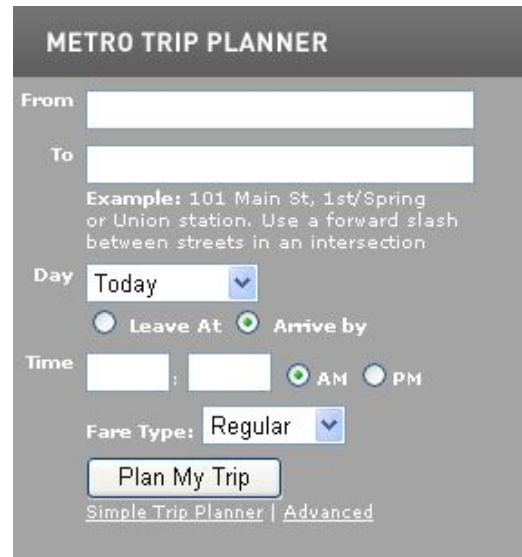 METRO TRIP PLANNER
From
To
Example: 101 Main St, 1st/Spring
or Union station. Use a forward slash
between streets in an intersection
Day Today
Leave At Arrive by
Time : AM PM
Fare Type: Regular
Plan My Trip
Simple Trip Planner | Advanced